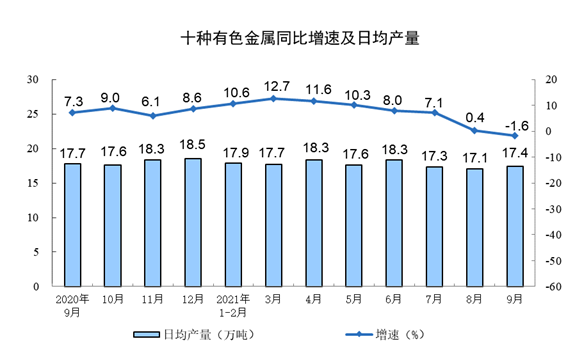 十种有色金属同比增速及日均产量
30
25
20
15
10
5
0
20
10
0
-10
-20
-30
-40
-50
-60
7.3 9.0 6.1 8.6 10.6 12.7 11.6 10.3 8.0 7.1 0.4 -1.6
17.7 17.6 18.3 18.5 17.9 17.7 18.3 17.6 18.3 17.3 17.1 17.4
2020年 10月 11月 12月 2021年 3月 4月 5月 6月 7月 8月 9月
9月 1-2月
日均产量（万吨） 增速（%）